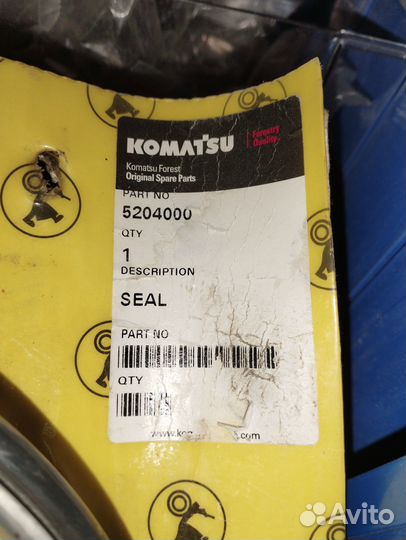 KOMATSU
Forestry
Quality
Komatsu Forest
Original Spare Parts
PART NO
5204000
QTY
1
DESCRIPTION
SEAL
PART NO
QTY
Avito